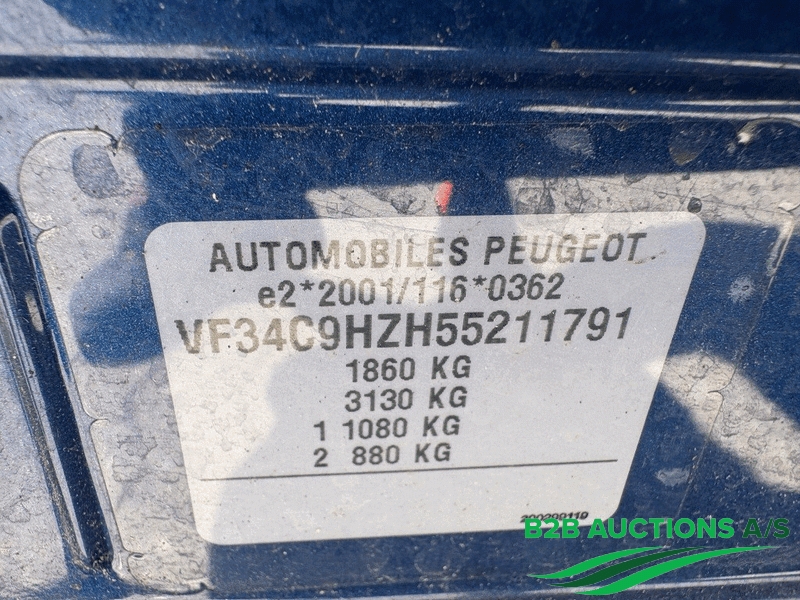 AUTOMOBILES PEUGEOT
e2*2001/116*0362
VF34C9HZH55211791
1860 KG
3130 KG
1 1080 KG
2 880 KG
B2B AUCTIONS A/S